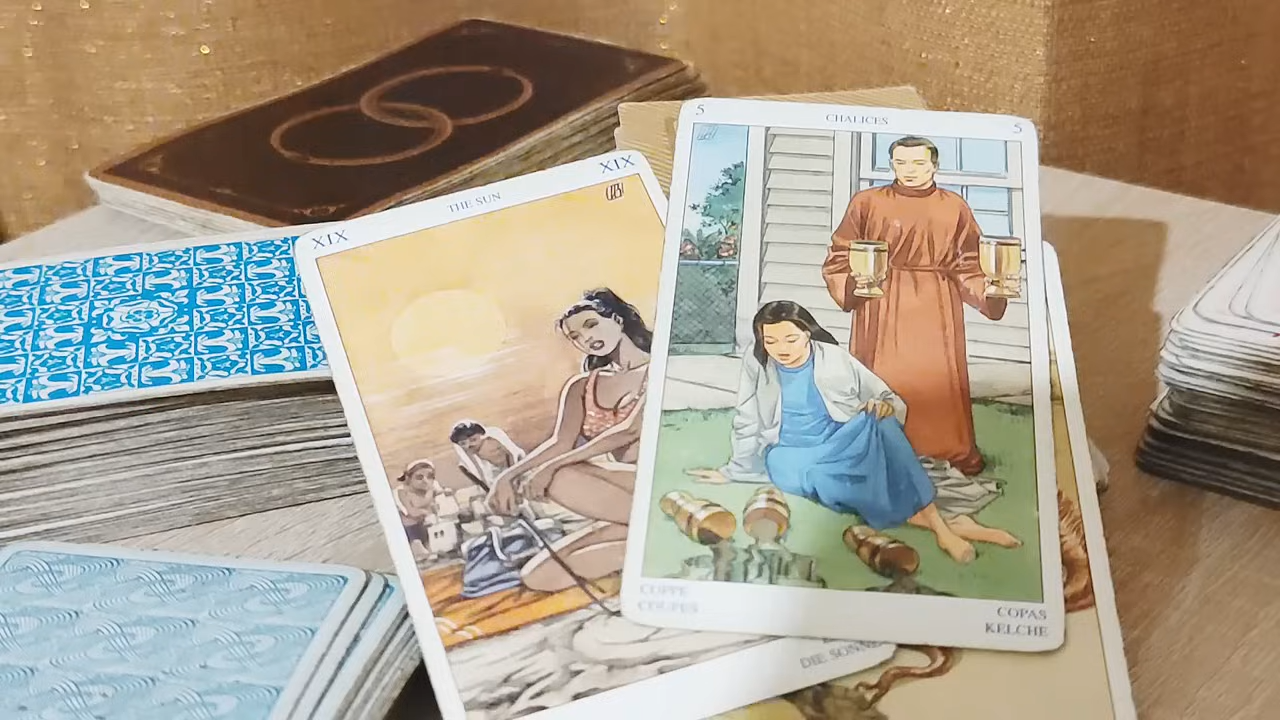 XIX
THE SUN
XIX
DIE SONNE
5
CHALICES
5
COPPE
COUPES
COPAS
KELCHE